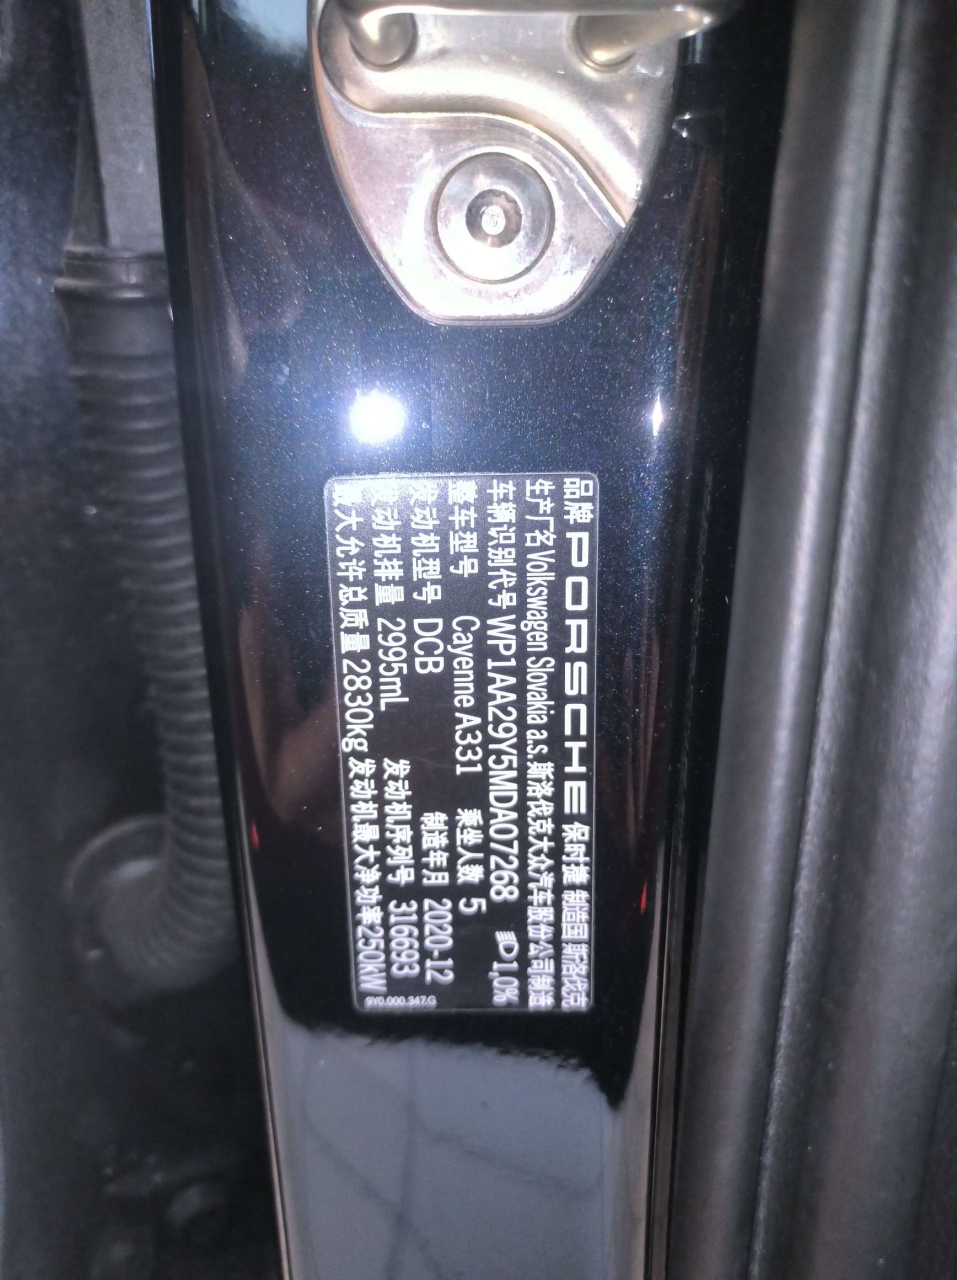 品牌 PORSCHE 保时捷 制造国 斯洛伐克
生产厂名 Volkswagen Slovakia a.s. 斯洛伐克大众汽车股份公司制造
车辆识别代号 WP1AA29Y5MDA07268 1,0%
整车型号 Cayenne A331 乘坐人数 5
发动机型号 DCB 制造年月 2020-12
发动机排量 2995mL 发动机序列号 316693
最大允许总质量 2830kg 发动机最大净功率250kW
9Y0.000.347.G